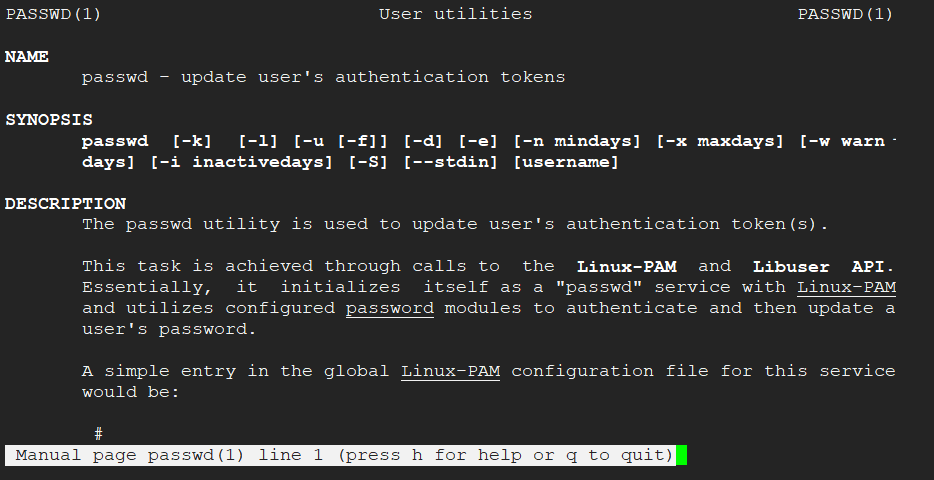 PASSWD(1) User utilities PASSWD(1)
NAME
passwd - update user's authentication tokens
SYNOPSIS
passwd [-k] [-l] [-u [-f]] [-d] [-e] [-n mindays] [-x maxdays] [-w warn-
days] [-i inactivedays] [-S] [--stdin] [username]
DESCRIPTION
The passwd utility is used to update user's authentication token(s).
This task is achieved through calls to the Linux-PAM and Libuser API.
Essentially, it initializes itself as a "passwd" service with Linux-PAM
and utilizes configured password modules to authenticate and then update a
user's password.
A simple entry in the global Linux-PAM configuration file for this service
would be:
#
Manual page passwd(1) line 1 (press h for help or q to quit)